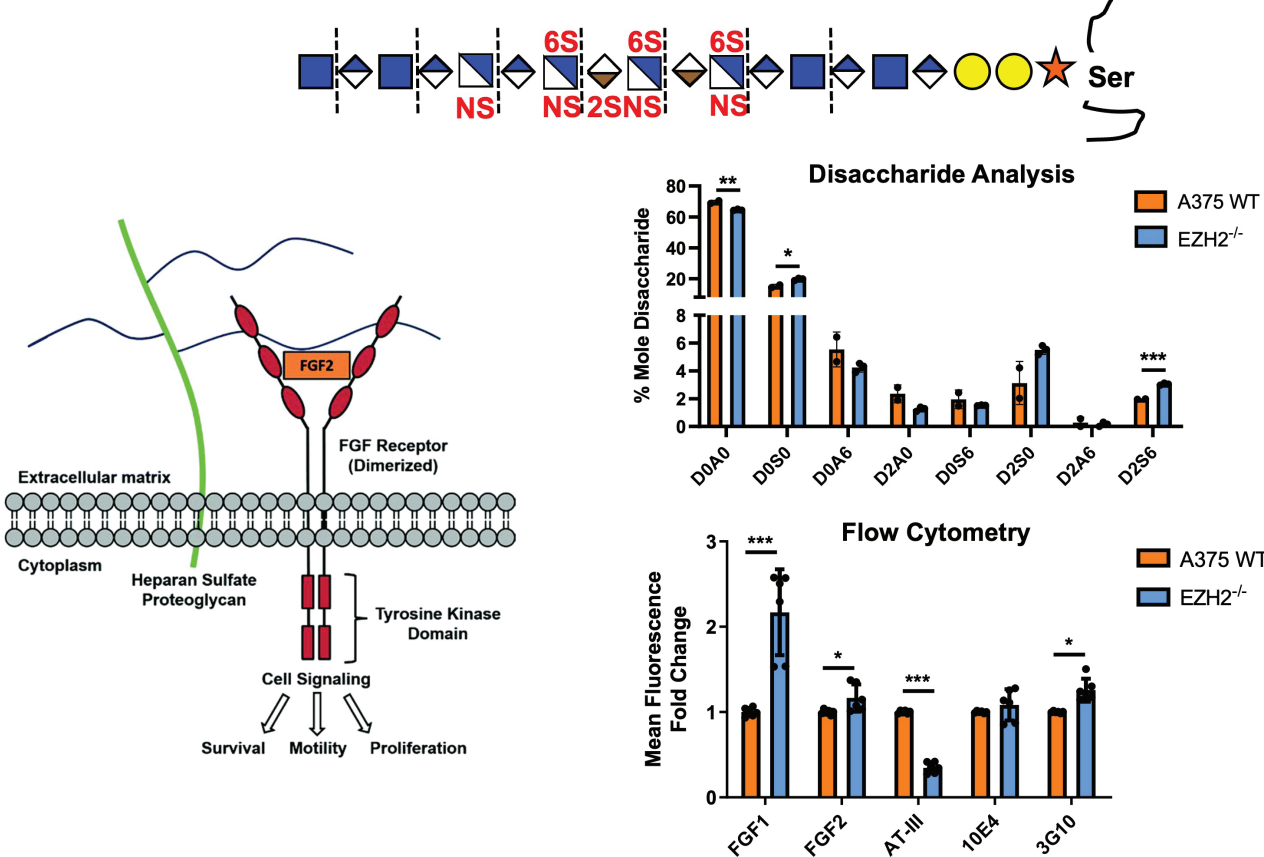 6S 6S 6S
Ser
NS NS 2S NS NS
Disaccharide Analysis
A375 WT
EZH2-/-
% Mole Disaccharide
80
60
40
20
8
6
4
2
0
**
*
***
D0A0 D0S0 D0A6 D2A0 D0S6 D2S0 D2A6 D2S6
FGF2
FGF Receptor
(Dimerized)
Extracellular matrix
Cytoplasm
Heparan Sulfate
Proteoglycan
Tyrosine Kinase
Domain
Cell Signaling
Survival Motility Proliferation
Flow Cytometry
A375 WT
EZH2-/-
Mean Fluorescence
Fold Change
3
2
1
0
***
*
***
*
FGF1 FGF2 AT-III 10E4 3G10